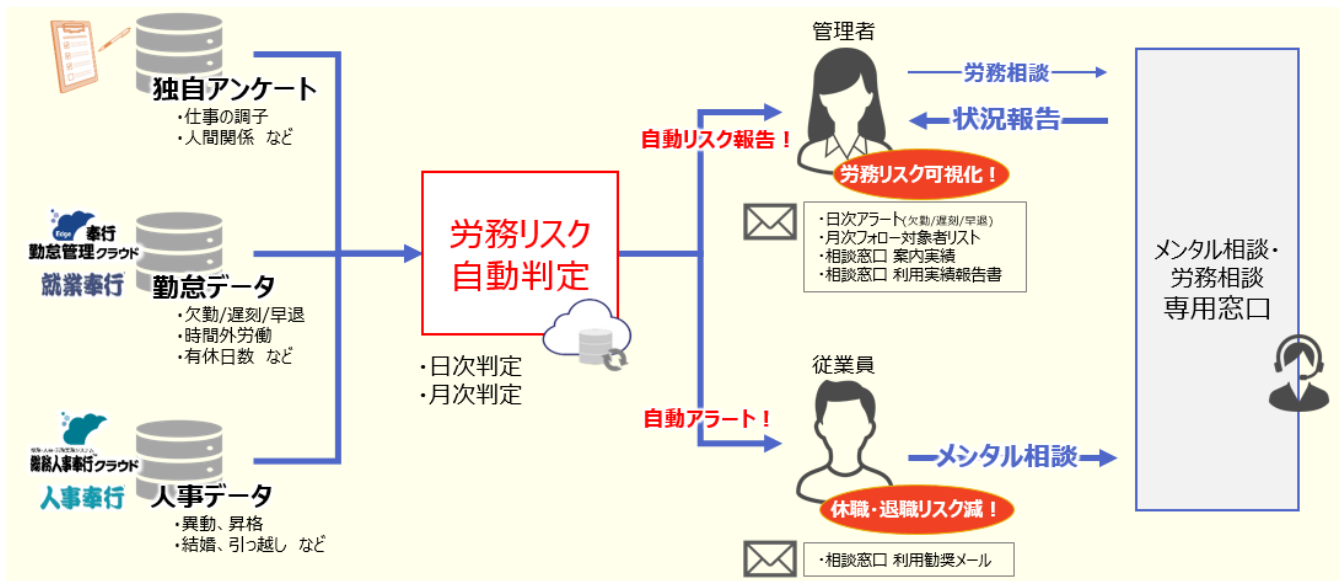 独自アンケート
・仕事の調子
・人間関係 など
Edge 奉行
勤怠管理クラウド
就業奉行
勤怠データ
・欠勤/遅刻/早退
・時間外労働
・有休日数 など
総務人事奉行クラウド
人事奉行
人事データ
・異動、昇格
・結婚、引っ越し など
労務リスク
自動判定
・日次判定
・月次判定
自動リスク報告！
自動アラート！
管理者
労務リスク可視化！
・日次アラート(欠勤/遅刻/早退)
・月次フォロー対象者リスト
・相談窓口 案内実績
・相談窓口 利用実績報告書
従業員
休職・退職リスク減！
・相談窓口 利用勧奨メール
労務相談
状況報告
メンタル相談
メンタル相談・
労務相談
専用窓口